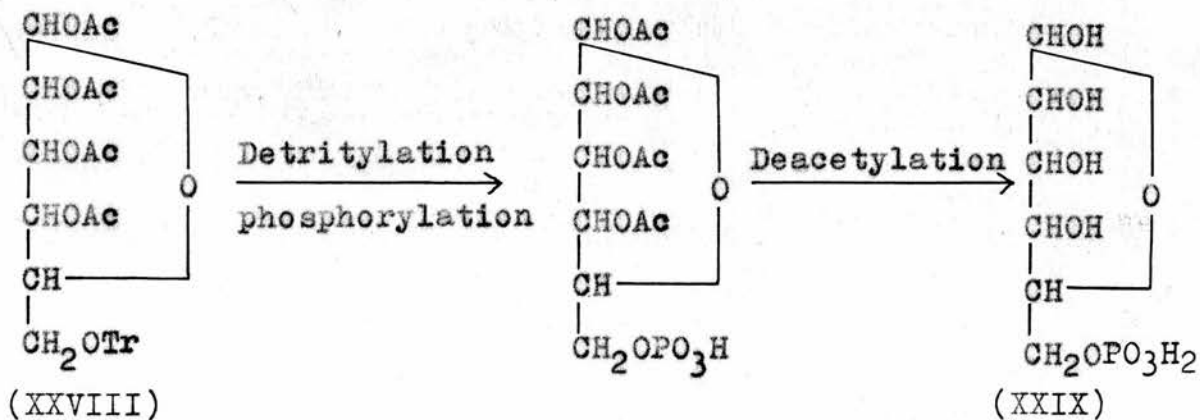 CHOAc CHOAc CHOH
CHOAc CHOAc CHOH
CHOAc Detritylation CHOAc Deacetylation CHOH
O O O
CHOAc phosphorylation CHOAc CHOH
CH CH CH
CH2OTr CH2OPO3H CH2OPO3H2
(XXVIII) (XXIX)